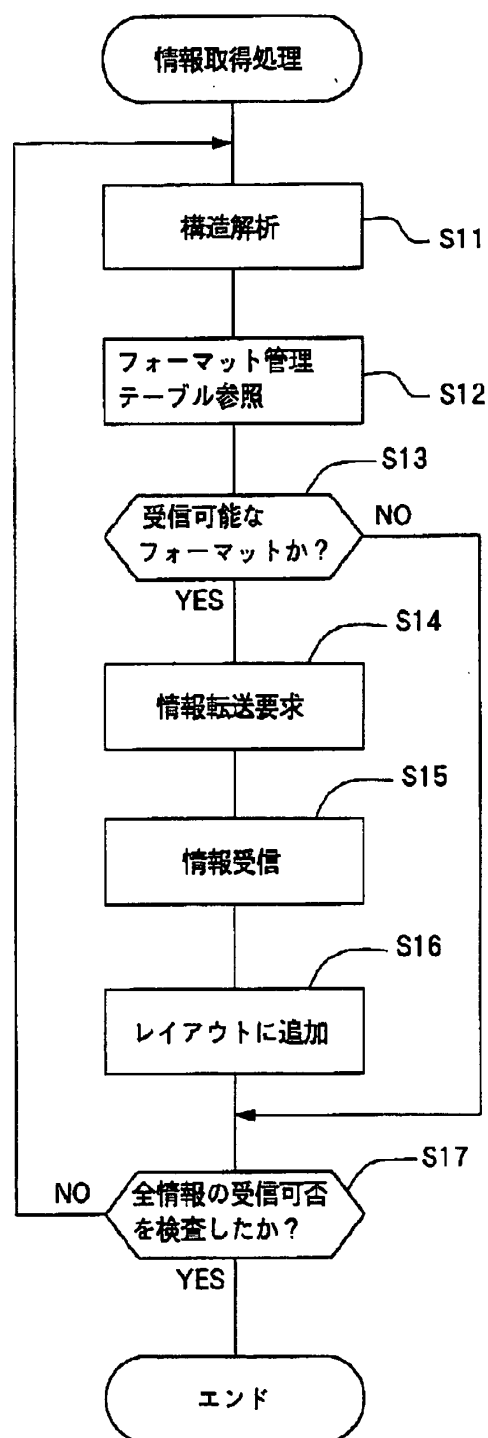 情報取得処理
構造解析
S11
フォーマット管理
テーブル参照
S12
S13
受信可能な
フォーマットか？
NO
YES
S14
情報転送要求
S15
情報受信
S16
レイアウトに追加
S17
NO
全情報の受信可否
を検査したか？
YES
エンド